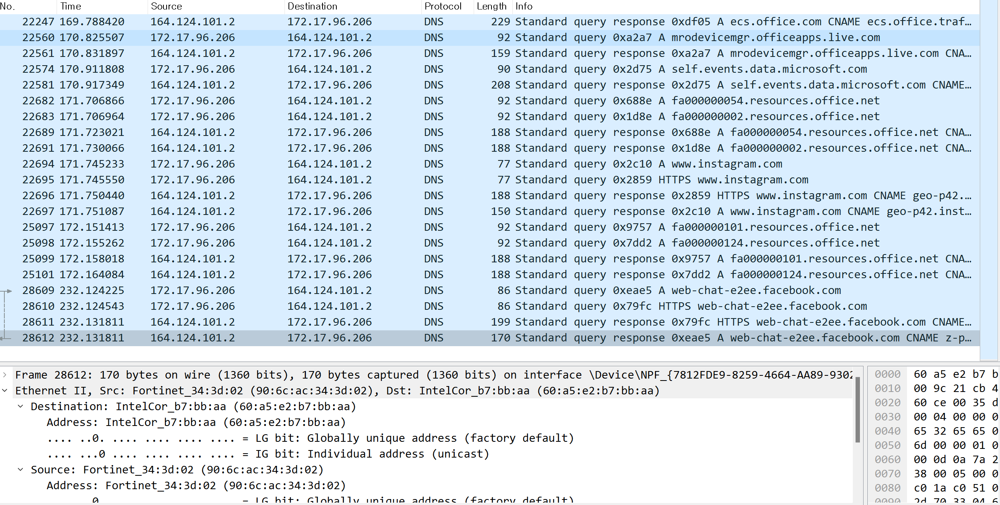 No. Time Source Destination Protocol Length Info
22247 169.788420 164.124.101.2 172.17.96.206 DNS 229 Standard query response 0xdf05 A ecs.office.com CNAME ecs.office.traf…
22560 170.825507 172.17.96.206 164.124.101.2 DNS 92 Standard query 0xa2a7 A mrodevicemgr.officeapps.live.com
22561 170.831897 164.124.101.2 172.17.96.206 DNS 159 Standard query response 0xa2a7 A mrodevicemgr.officeapps.live.com CNA…
22574 170.911808 172.17.96.206 164.124.101.2 DNS 90 Standard query 0x2d75 A self.events.data.microsoft.com
22581 170.917349 164.124.101.2 172.17.96.206 DNS 208 Standard query response 0x2d75 A self.events.data.microsoft.com CNAME…
22682 171.706866 172.17.96.206 164.124.101.2 DNS 92 Standard query 0x688e A fa000000054.resources.office.net
22683 171.706964 172.17.96.206 164.124.101.2 DNS 92 Standard query 0x1d8e A fa000000002.resources.office.net
22689 171.723021 164.124.101.2 172.17.96.206 DNS 188 Standard query response 0x688e A fa000000054.resources.office.net CNA…
22691 171.730066 164.124.101.2 172.17.96.206 DNS 188 Standard query response 0x1d8e A fa000000002.resources.office.net CNA…
22694 171.745233 172.17.96.206 164.124.101.2 DNS 77 Standard query 0x2c10 A www.instagram.com
22695 171.745550 172.17.96.206 164.124.101.2 DNS 77 Standard query 0x2859 HTTPS www.instagram.com
22696 171.750440 164.124.101.2 172.17.96.206 DNS 188 Standard query response 0x2859 HTTPS www.instagram.com CNAME geo-p42.…
22697 171.751087 164.124.101.2 172.17.96.206 DNS 150 Standard query response 0x2c10 A www.instagram.com CNAME geo-p42.inst…
25097 172.151413 172.17.96.206 164.124.101.2 DNS 92 Standard query 0x9757 A fa000000101.resources.office.net
25098 172.155262 172.17.96.206 164.124.101.2 DNS 92 Standard query 0x7dd2 A fa000000124.resources.office.net
25099 172.158018 164.124.101.2 172.17.96.206 DNS 188 Standard query response 0x9757 A fa000000101.resources.office.net CNA…
25101 172.164084 164.124.101.2 172.17.96.206 DNS 188 Standard query response 0x7dd2 A fa000000124.resources.office.net CNA…
28609 232.124225 172.17.96.206 164.124.101.2 DNS 86 Standard query 0xeae5 A web-chat-e2ee.facebook.com
28610 232.124543 172.17.96.206 164.124.101.2 DNS 86 Standard query 0x79fc HTTPS web-chat-e2ee.facebook.com
28611 232.131811 164.124.101.2 172.17.96.206 DNS 199 Standard query response 0x79fc HTTPS web-chat-e2ee.facebook.com CNAME…
28612 232.131811 164.124.101.2 172.17.96.206 DNS 170 Standard query response 0xeae5 A web-chat-e2ee.facebook.com CNAME z-p…
Frame 28612: 170 bytes on wire (1360 bits), 170 bytes captured (1360 bits) on interface \Device\NPF_{7812FDE9-8259-4664-AA89-9302
Ethernet II, Src: Fortinet_34:3d:02 (90:6c:ac:34:3d:02), Dst: IntelCor_b7:bb:aa (60:a5:e2:b7:bb:aa)
Destination: IntelCor_b7:bb:aa (60:a5:e2:b7:bb:aa)
Address: IntelCor_b7:bb:aa (60:a5:e2:b7:bb:aa)
.... ..0. .... .... .... .... = LG bit: Globally unique address (factory default)
.... ...0 .... .... .... .... = IG bit: Individual address (unicast)
Source: Fortinet_34:3d:02 (90:6c:ac:34:3d:02)
Address: Fortinet_34:3d:02 (90:6c:ac:34:3d:02)
0 = LG bit: Globally unique address (factory default)
0000 60 a5 e2 b7 b
0010 00 9c 21 cb 4
0020 60 ce 00 35 d
0030 00 04 00 00 0
0040 65 32 65 65 0
0050 6d 00 00 01 0
0060 00 0d 0a 7a 2
0070 38 00 05 00 0
0080 c0 1a c0 51 0
0090 2d 70 33 04 6